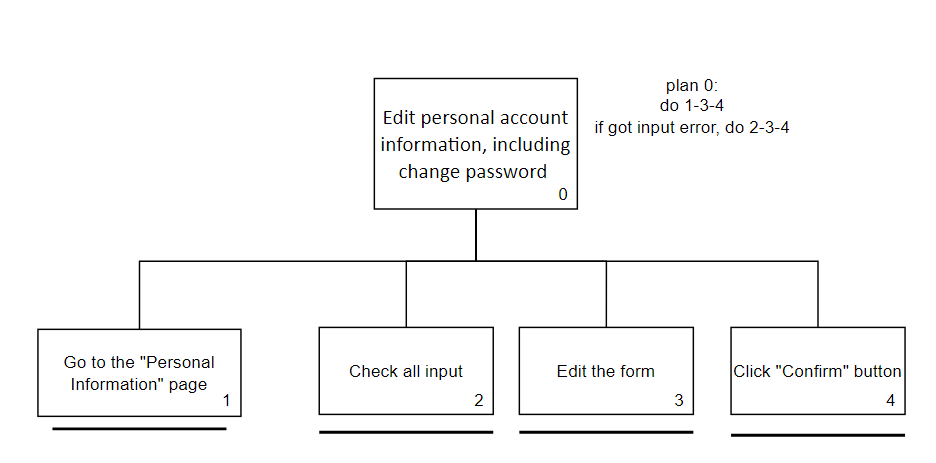 plan 0:
do 1-3-4
if got input error, do 2-3-4
Edit personal account
information, including
change password
0
Go to the "Personal
Information" page
1
Check all input
2
Edit the form
3
Click "Confirm" button
4